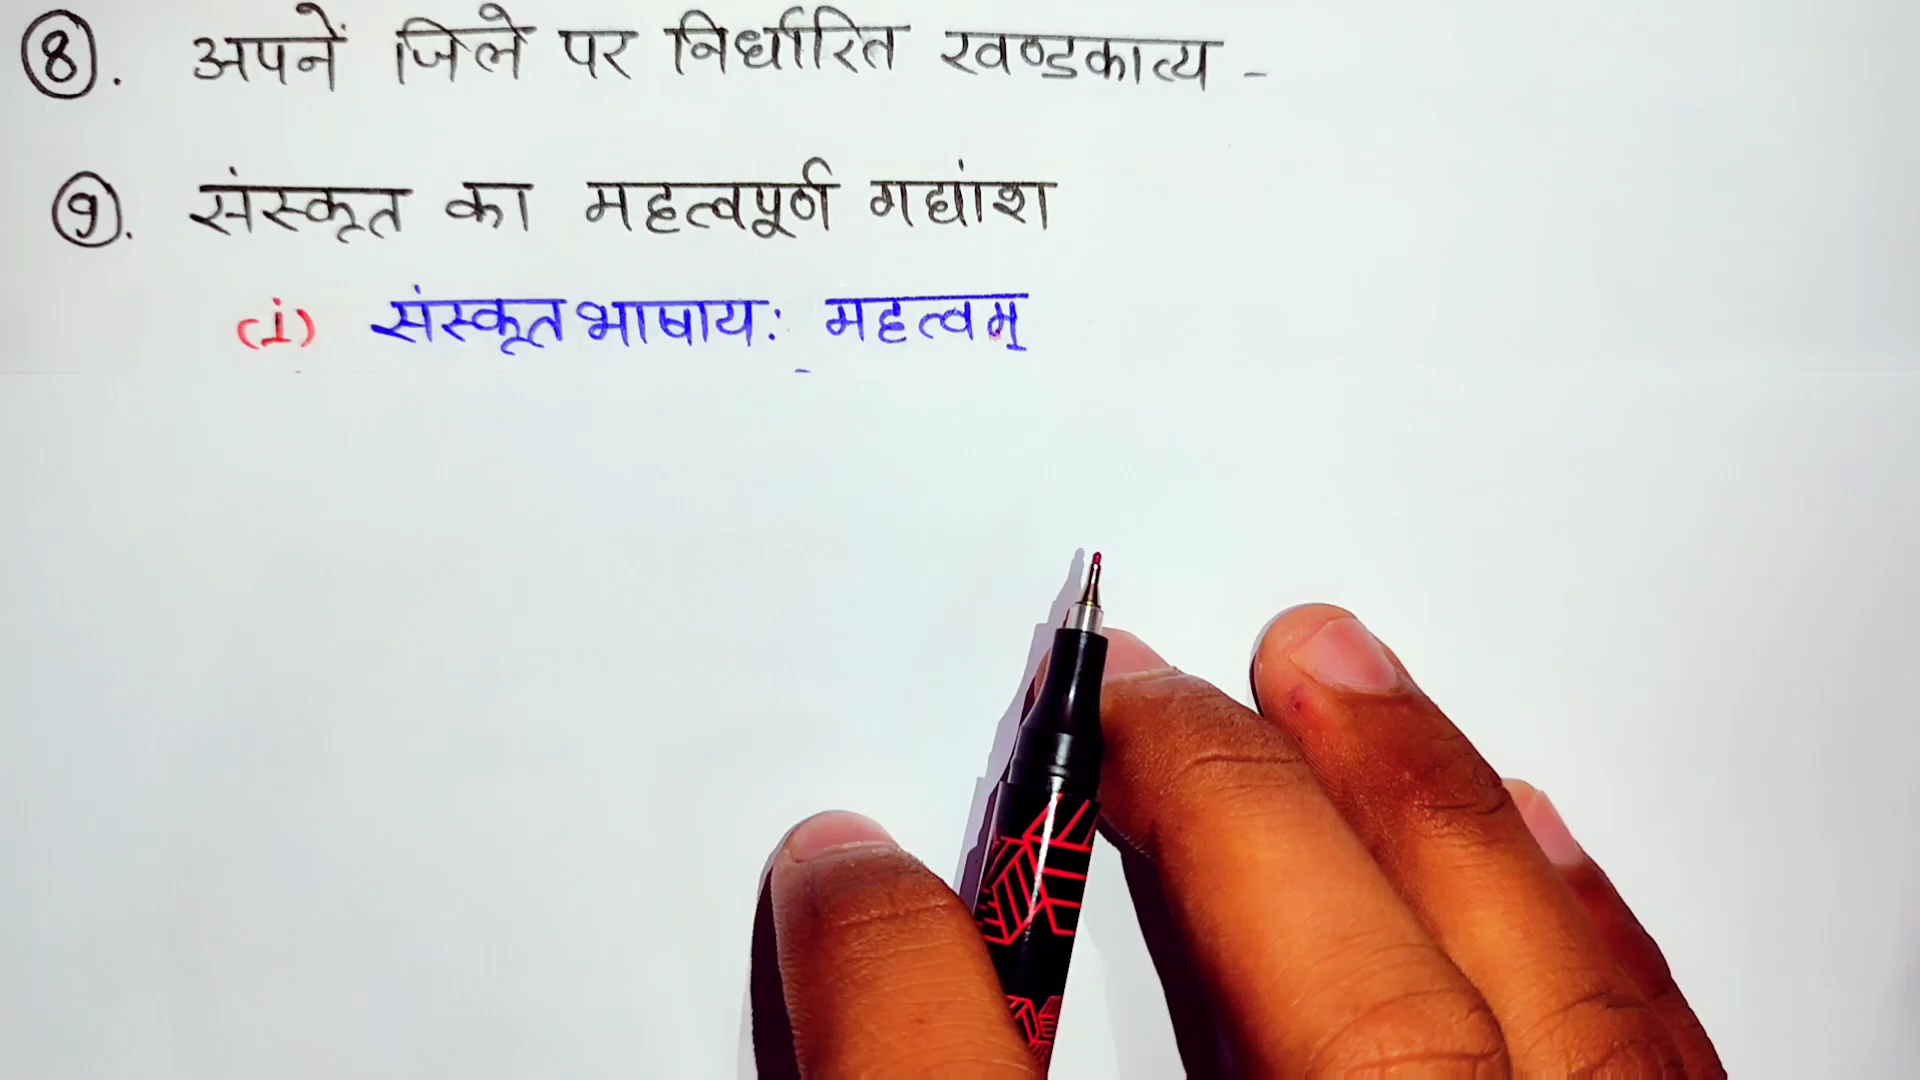 8. अपनें जिले पर निर्धारित खण्डकाव्य -
9. संस्कृत का महत्वपूर्ण गद्यांश
(i) संस्कृतभाषायः महत्वम्